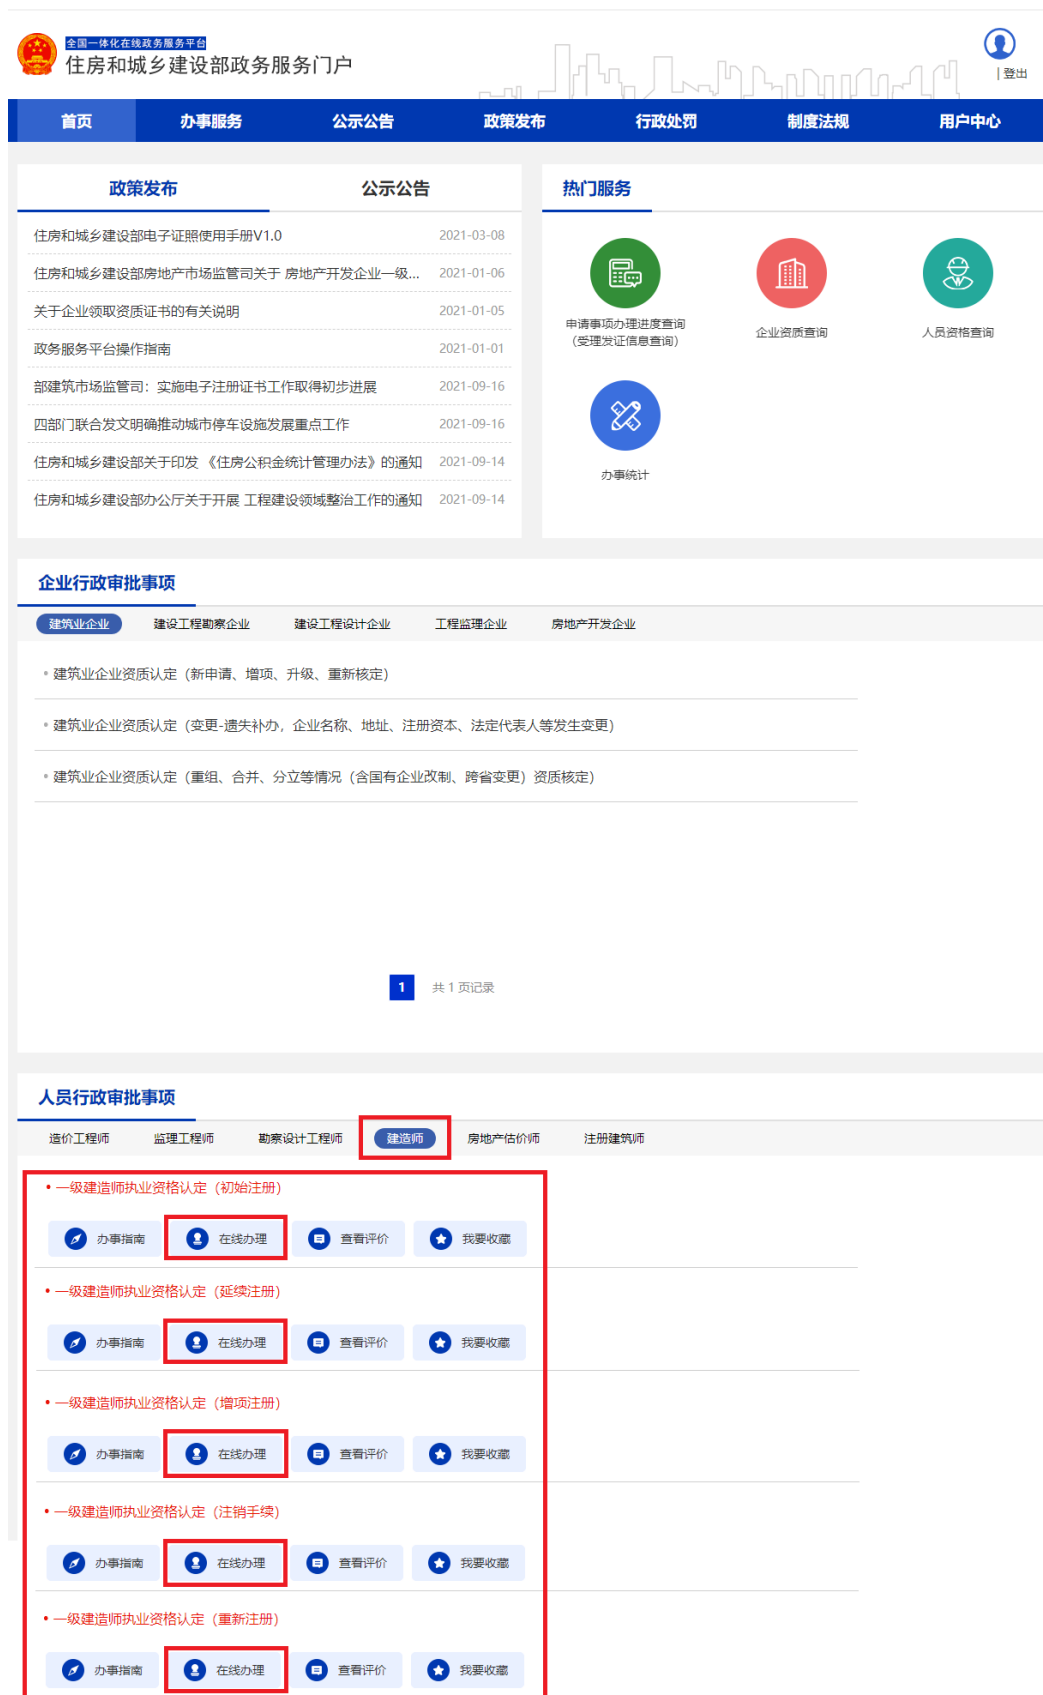 全国一体化在线政务服务平台
住房和城乡建设部政务服务门户
|登出
首页 办事服务 公示公告 政策发布 行政处罚 制度法规 用户中心
政策发布 公示公告
住房和城乡建设部电子证照使用手册V1.0 2021-03-08
住房和城乡建设部房地产市场监管司关于 房地产开发企业一级... 2021-01-06
关于企业领取资质证书的有关说明 2021-01-05
政务服务平台操作指南 2021-01-01
部建筑市场监管司：实施电子注册证书工作取得初步进展 2021-09-16
四部门联合发文明确推动城市停车设施发展重点工作 2021-09-16
住房和城乡建设部关于印发 《住房公积金统计管理办法》的通知 2021-09-14
住房和城乡建设部办公厅关于开展 工程建设领域整治工作的通知 2021-09-14
热门服务
申请事项办理进度查询
（受理发证信息查询）
企业资质查询
人员资格查询
办事统计
企业行政审批事项
建筑业企业 建设工程勘察企业 建设工程设计企业 工程监理企业 房地产开发企业
建筑业企业资质认定（新申请、增项、升级、重新核定）
建筑业企业资质认定（变更-遗失补办，企业名称、地址、注册资本、法定代表人等发生变更）
建筑业企业资质认定（重组、合并、分立等情况（含国有企业改制、跨省变更）资质核定）
1 共 1 页记录
人员行政审批事项
造价工程师 监理工程师 勘察设计工程师 建造师 房地产估价师 注册建筑师
• 一级建造师执业资格认定（初始注册）
办事指南 在线办理 查看评价 我要收藏
• 一级建造师执业资格认定（延续注册）
办事指南 在线办理 查看评价 我要收藏
• 一级建造师执业资格认定（增项注册）
办事指南 在线办理 查看评价 我要收藏
• 一级建造师执业资格认定（注销手续）
办事指南 在线办理 查看评价 我要收藏
• 一级建造师执业资格认定（重新注册）
办事指南 在线办理 查看评价 我要收藏